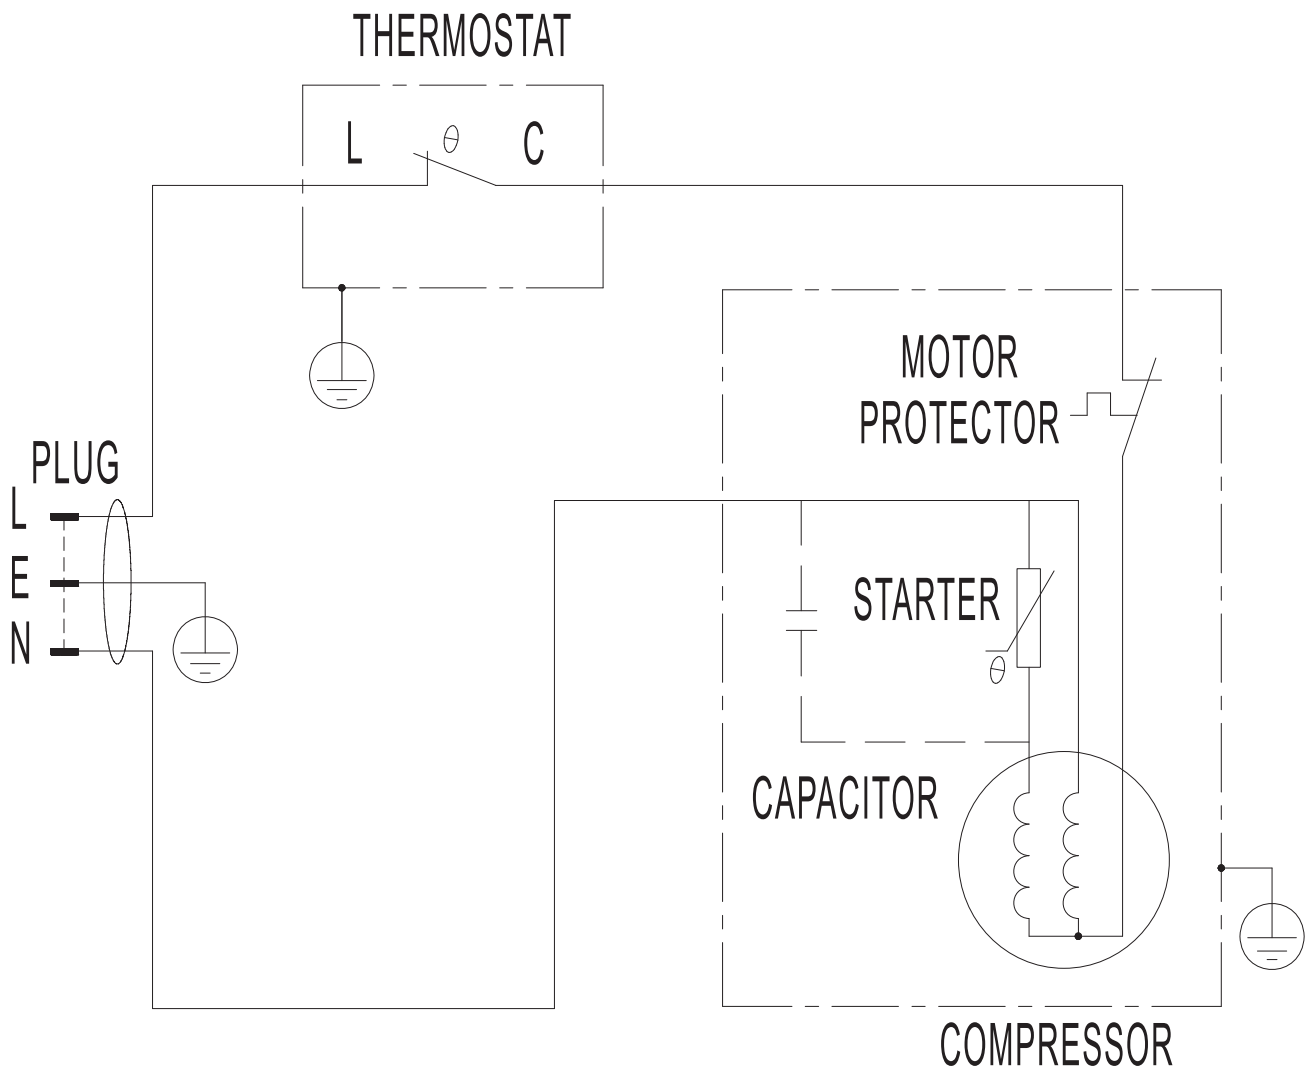 THERMOSTAT
L θ C
MOTOR
PROTECTOR
PLUG
L
E
N
STARTER
θ
CAPACITOR
COMPRESSOR